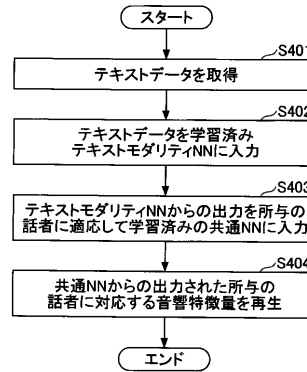 スタート
S401
テキストデータを取得
S402
テキストデータを学習済み
テキストモダリティNNに入力
S403
テキストモダリティNNからの出力を所与の
話者に適応して学習済みの共通NNに入力
S404
共通NNからの出力された所与の
話者に対応する音響特徴量を再生
エンド